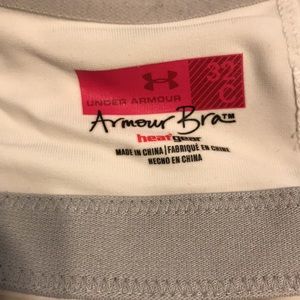 32
C
UNDER ARMOUR
Armour Bra™
heatgear
MADE IN CHINA | FABRIQUÉ EN CHINE
HECHO EN CHINA